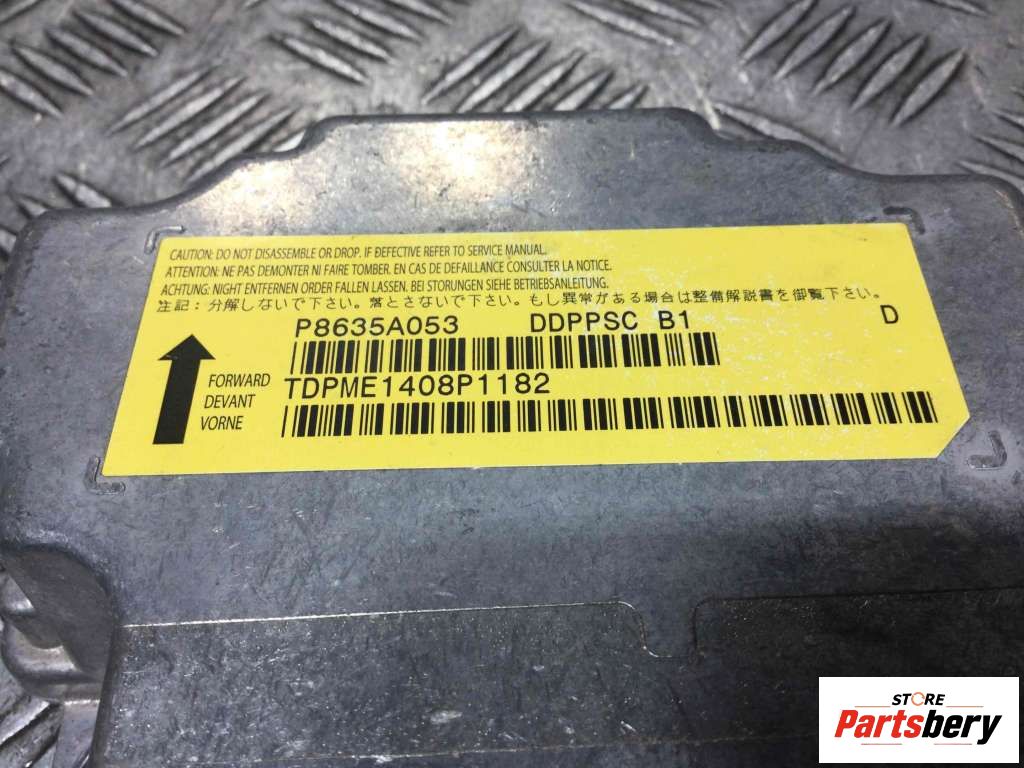 CAUTION: DO NOT DISASSEMBLE OR DROP. IF DEFECTIVE REFER TO SERVICE MANUAL.
ATTENTION: NE PAS DEMONTER NI FAIRE TOMBER. EN CAS DE DEFAILLANCE CONSULTER LA NOTICE.
ACHTUNG: NIGHT ENTFERNEN ORDER FALLEN LASSEN. BEI STORUNGEN SIEHE BETRIEBSANLEITUNG.
注記：分解しないで下さい。落とさないで下さい。もし異常がある場合は整備解説書を御覧下さい。
P8635A053 DDPPSC B1 D
FORWARD TDPME1408P1182
DEVANT
VORNE
STORE
Partsbery